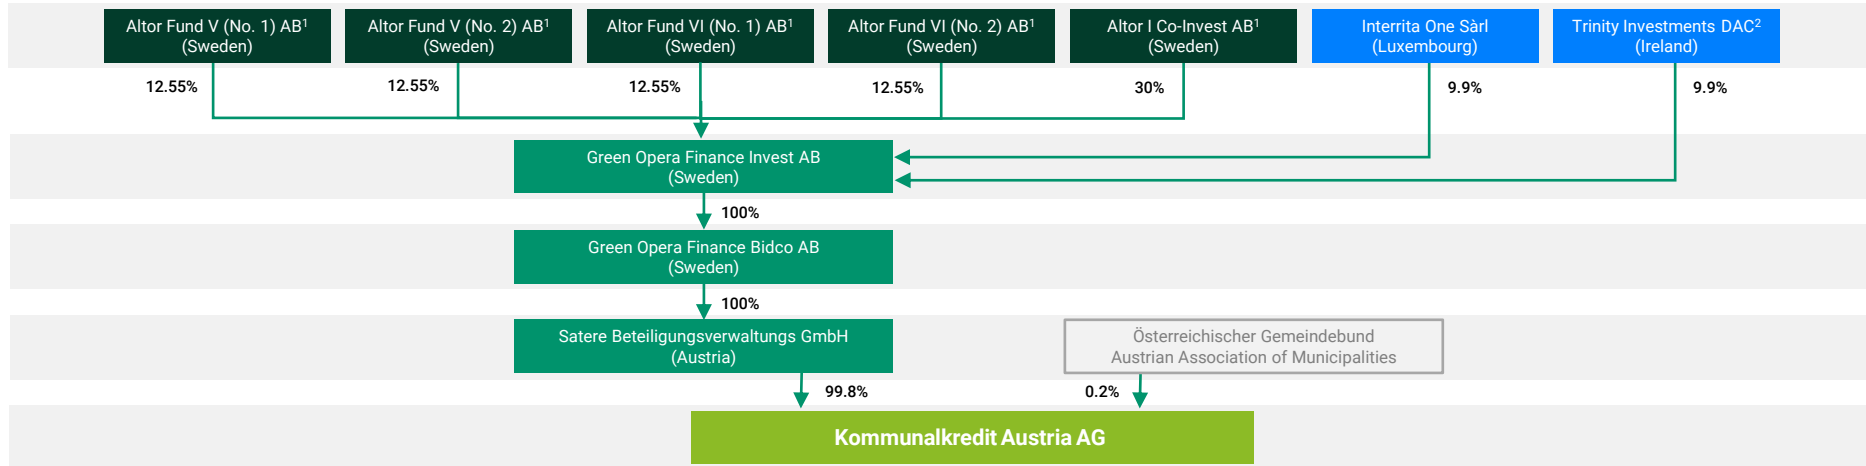 Altor Fund V (No. 1) AB¹
(Sweden)
Altor Fund V (No. 2) AB¹
(Sweden)
Altor Fund VI (No. 1) AB¹
(Sweden)
Altor Fund VI (No. 2) AB¹
(Sweden)
Altor I Co-Invest AB¹
(Sweden)
Interrita One Sàrl
(Luxembourg)
Trinity Investments DAC²
(Ireland)
12.55%
12.55%
12.55%
12.55%
30%
9.9%
9.9%
Green Opera Finance Invest AB
(Sweden)
100%
Green Opera Finance Bidco AB
(Sweden)
100%
Satere Beteiligungsverwaltungs GmbH
(Austria)
Österreichischer Gemeindebund
Austrian Association of Municipalities
99.8%
0.2%
Kommunalkredit Austria AG